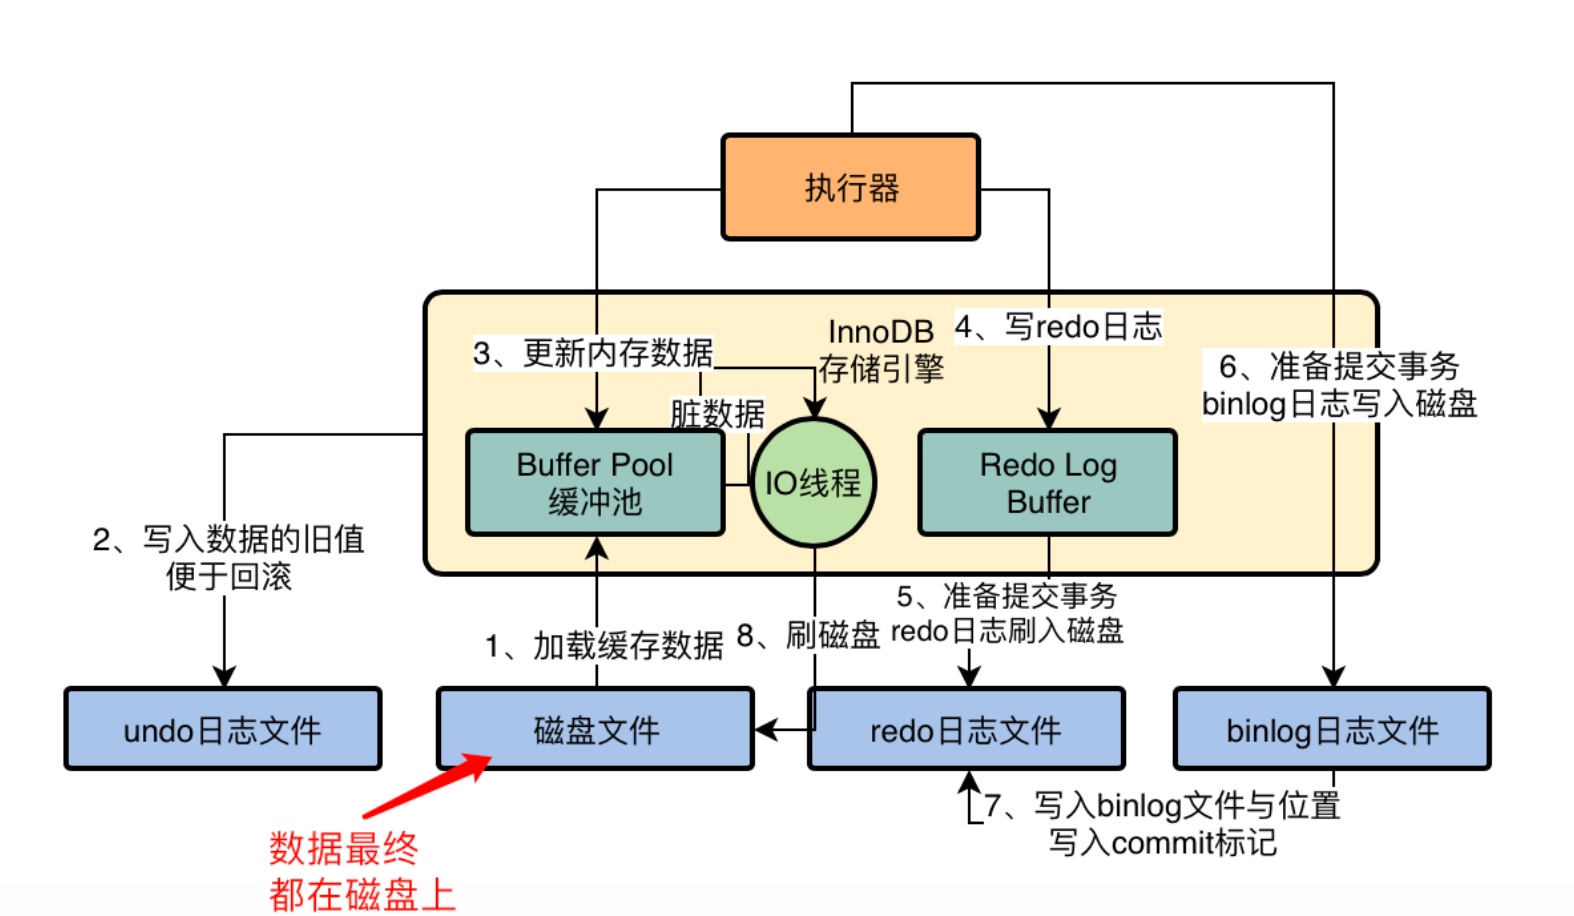 执行器
InnoDB
存储引擎
4、写redo日志
3、更新内存数据
6、准备提交事务
binlog日志写入磁盘
脏数据
Buffer Pool
缓冲池
IO线程
Redo Log
Buffer
2、写入数据的旧值
便于回滚
5、准备提交事务
redo日志刷入磁盘
1、加载缓存数据
8、刷磁盘
undo日志文件
磁盘文件
redo日志文件
binlog日志文件
7、写入binlog文件与位置
写入commit标记
数据最终
都在磁盘上